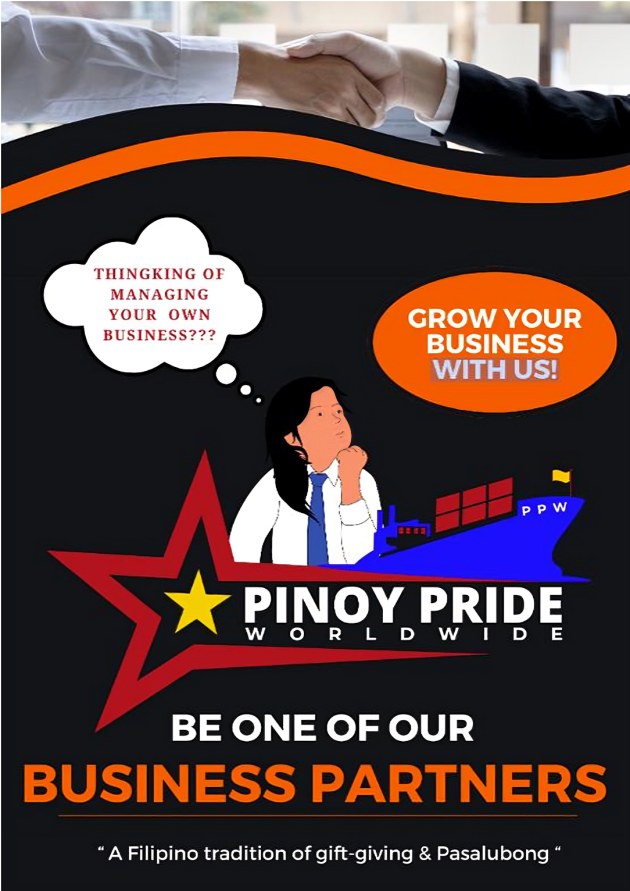 THINGKING OF
MANAGING
YOUR OWN
BUSINESS???
GROW YOUR
BUSINESS
WITH US!
PPW
PINOY PRIDE
WORLDWIDE
BE ONE OF OUR
BUSINESS PARTNERS
“ A Filipino tradition of gift-giving & Pasalubong “